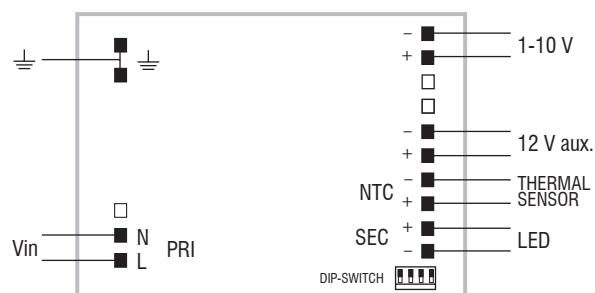 −
1-10 V
+
−
12 V aux.
+
NTC
−
THERMAL
SENSOR
+
SEC
+
LED
−
Vin
N
PRI
L
DIP-SWITCH